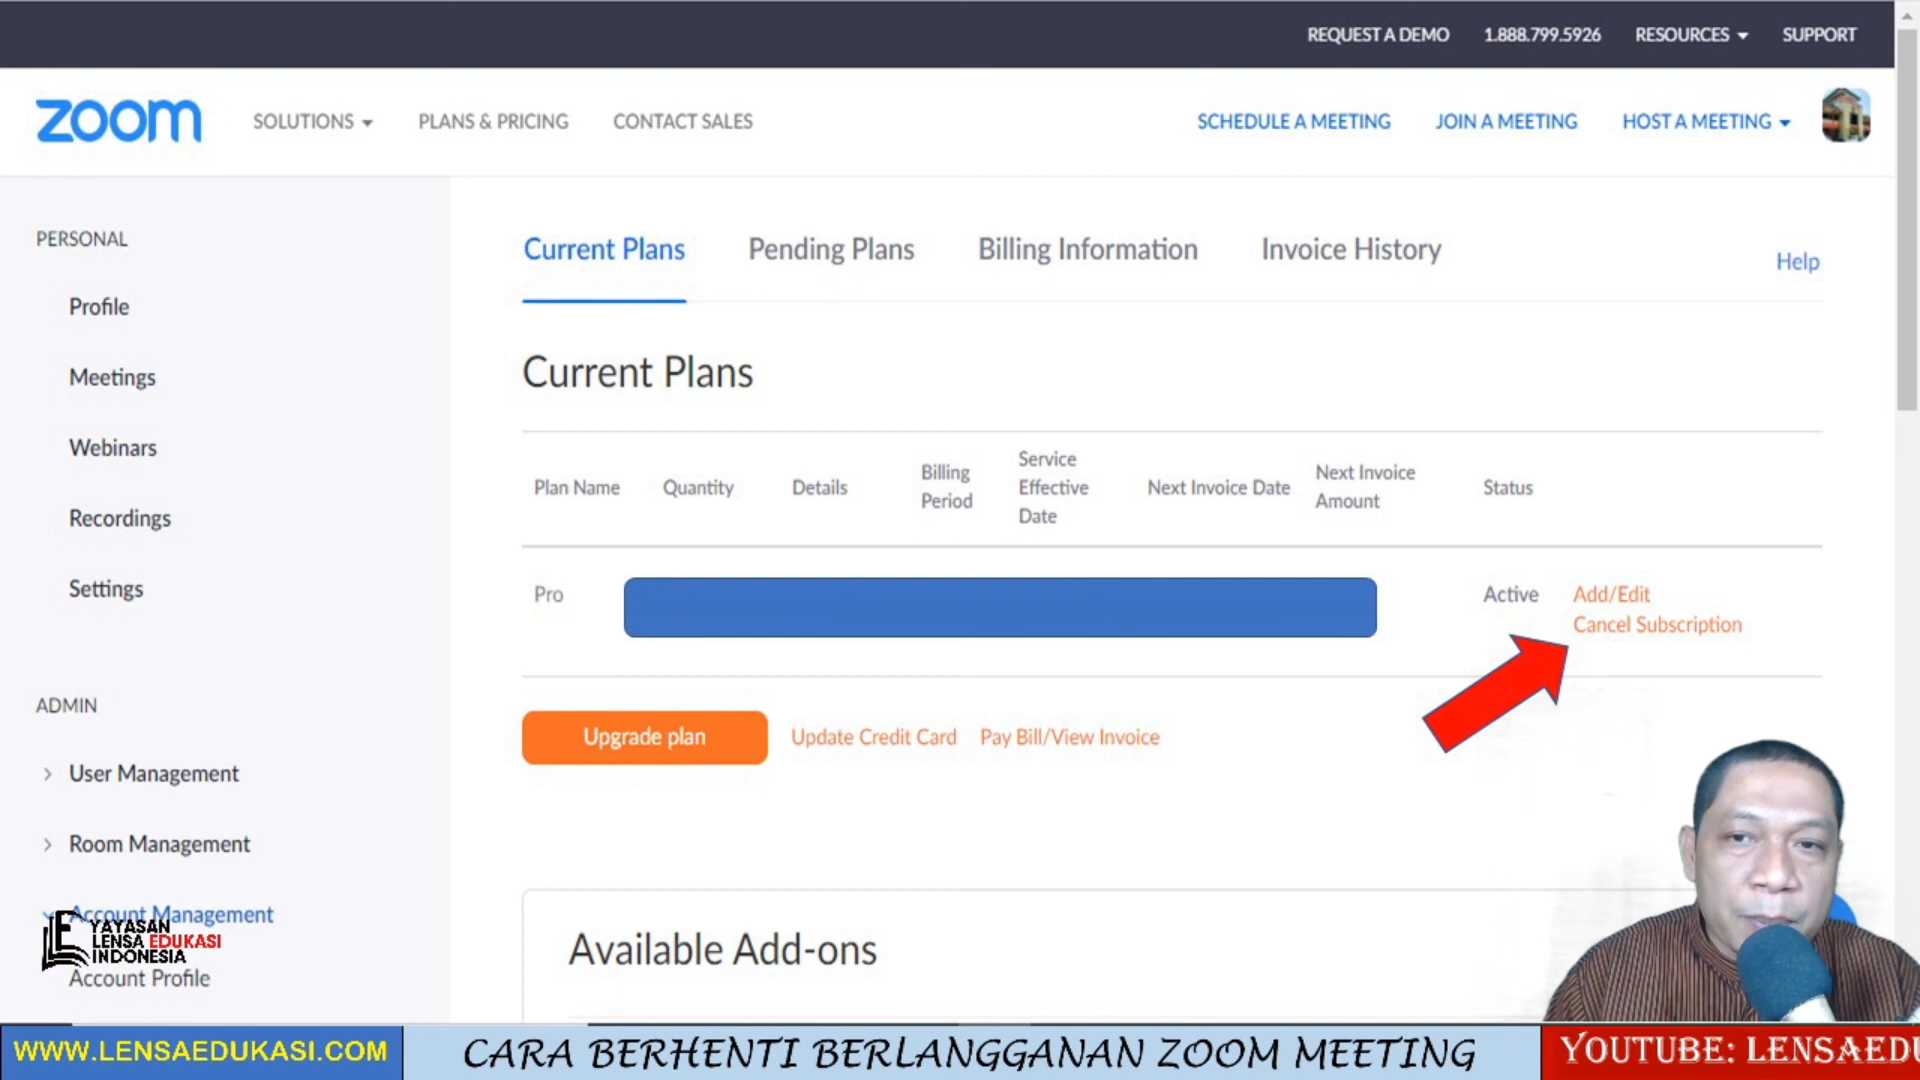 REQUEST A DEMO 1.888.799.5926 RESOURCES SUPPORT
zoom SOLUTIONS PLANS & PRICING CONTACT SALES SCHEDULE A MEETING JOIN A MEETING HOST A MEETING
PERSONAL
Profile
Meetings
Webinars
Recordings
Settings
ADMIN
User Management
Room Management
Account Management
Account Profile
YAYASAN
LENSA EDUKASI
INDONESIA
Current Plans Pending Plans Billing Information Invoice History Help
Current Plans
Plan Name Quantity Details Billing Period Service Effective Date Next Invoice Date Next Invoice Amount Status
Pro Active Add/Edit
Cancel Subscription
Upgrade plan Update Credit Card Pay Bill/View Invoice
Available Add-ons
WWW.LENSAEDUKASI.COM CARA BERHENTI BERLANGGANAN ZOOM MEETING YOUTUBE: LENSAEDU